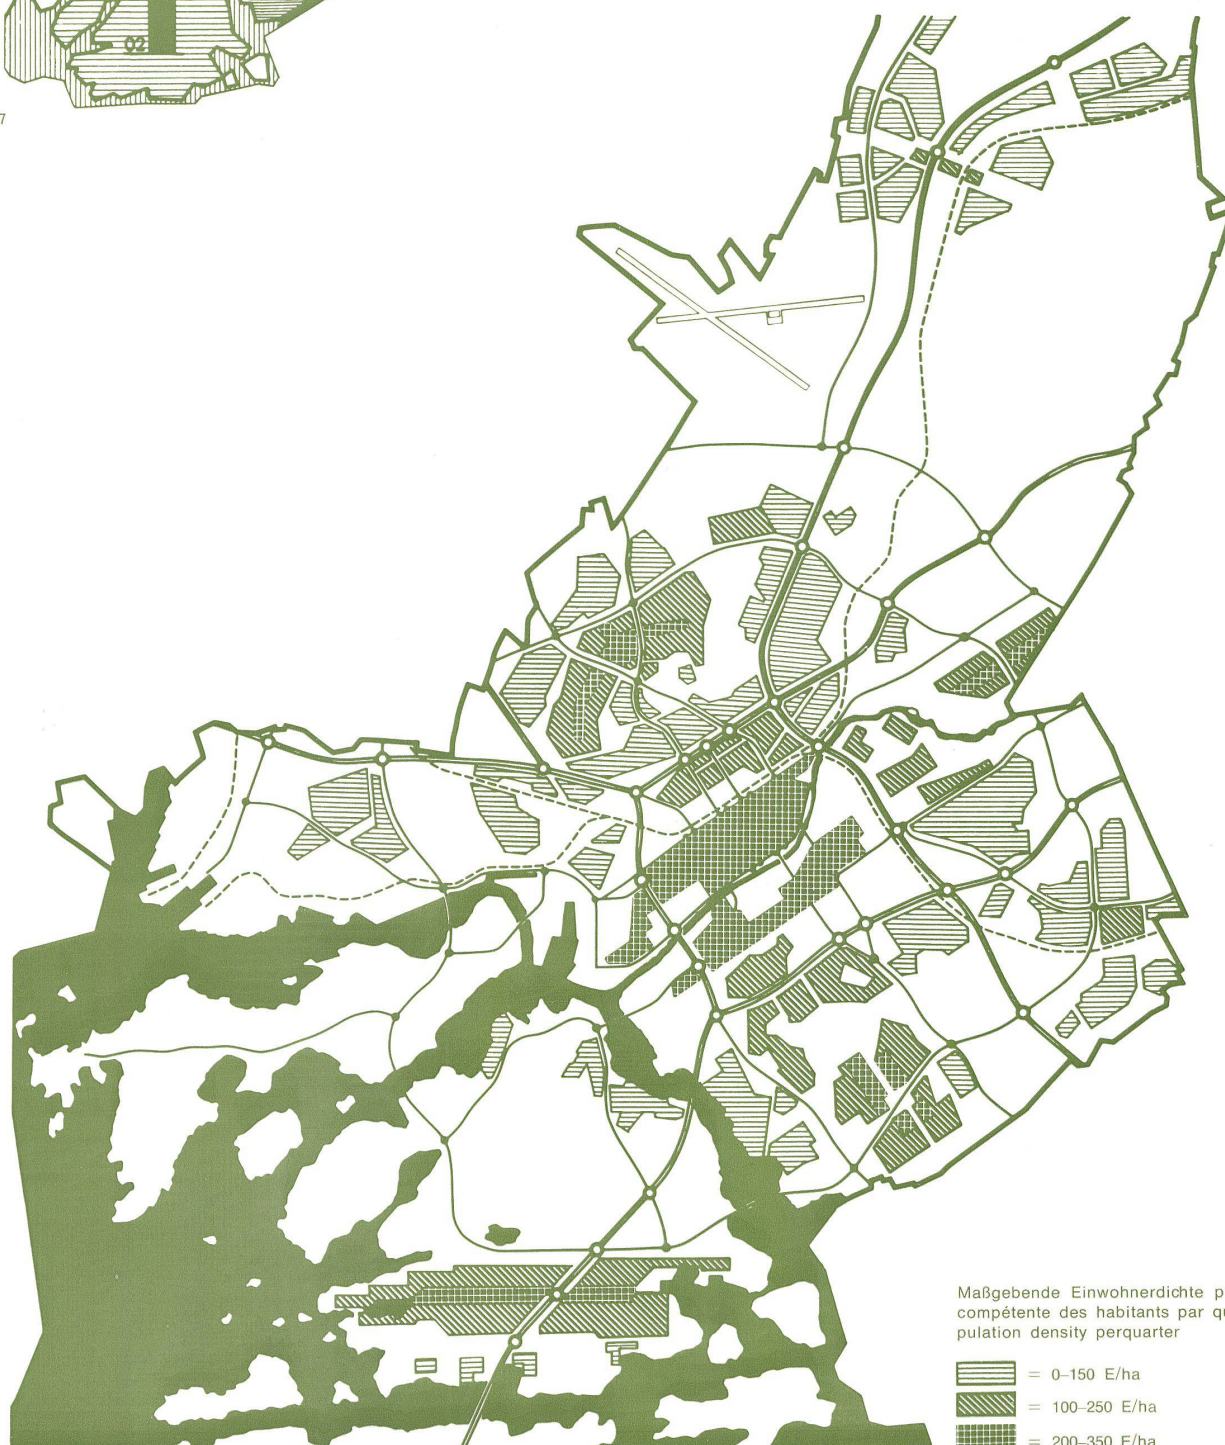 02
7
Maßgebende Einwohnerdichte p
compétente des habitants par qu
pulation density perquarter
= 0–150 E/ha
= 100–250 E/ha
= 200–350 E/ha